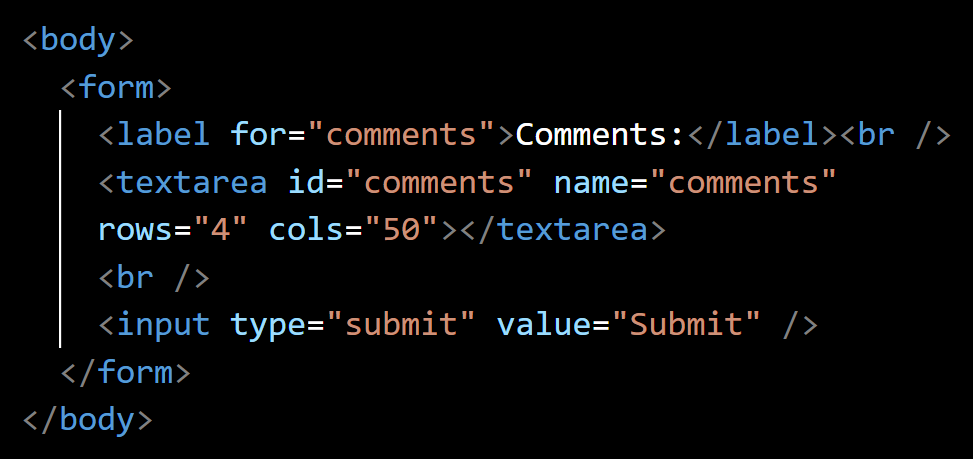 <body>
<form>
<label for="comments">Comments:</label><br />
<textarea id="comments" name="comments"
rows="4" cols="50"></textarea>
<br />
<input type="submit" value="Submit" />
</form>
</body>